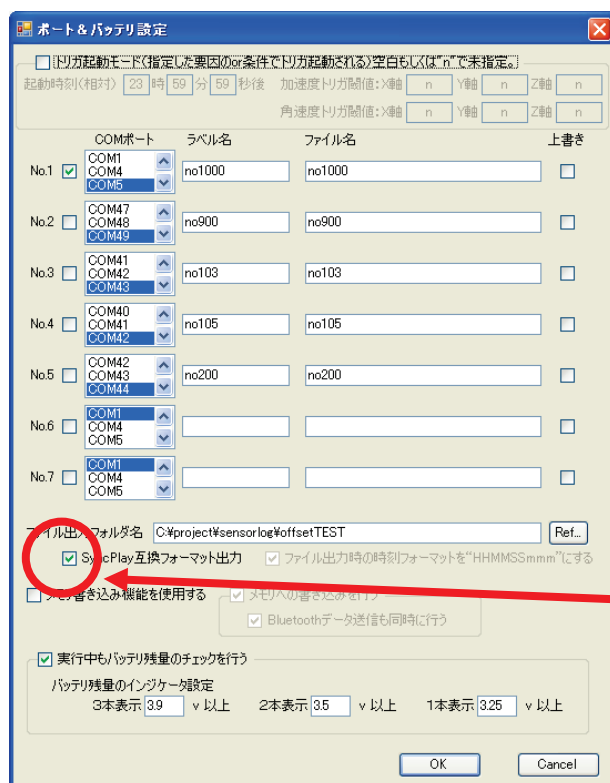 ポート&バッテリ設定
トリガ起動モード(指定した要因のor条件でトリガ起動される)空白もしくは"n"で未指定。
起動時刻(相対) 23 時 59 分 59 秒後 加速度トリガ閾値:X軸 n Y軸 n Z軸 n
角速度トリガ閾値:X軸 n Y軸 n Z軸 n
COMポート ラベル名 ファイル名 上書き
COM1
No.1 COM4 no1000 no1000
COM5
COM47
No.2 COM48 no900 no900
COM49
COM41
No.3 COM42 no103 no103
COM43
COM40
No.4 COM41 no105 no105
COM42
COM42
No.5 COM43 no200 no200
COM44
COM1
No.6 COM4
COM5
COM1
No.7 COM4
COM5
ファイル出力フォルダ名 C:¥project¥sensorlog¥offsetTEST Ref...
SyncPlay互換フォーマット出力 ファイル出力時の時刻フォーマットを"HHMMSSmmm"にする
メモリ書き込み機能を使用する メモリへの書き込みを行う
Bluetoothデータ送信も同時に行う
実行中もバッテリ残量のチェックを行う
バッテリ残量のインジケータ設定
3本表示 3.9 v 以上 2本表示 3.5 v 以上 1本表示 3.25 v 以上
OK Cancel